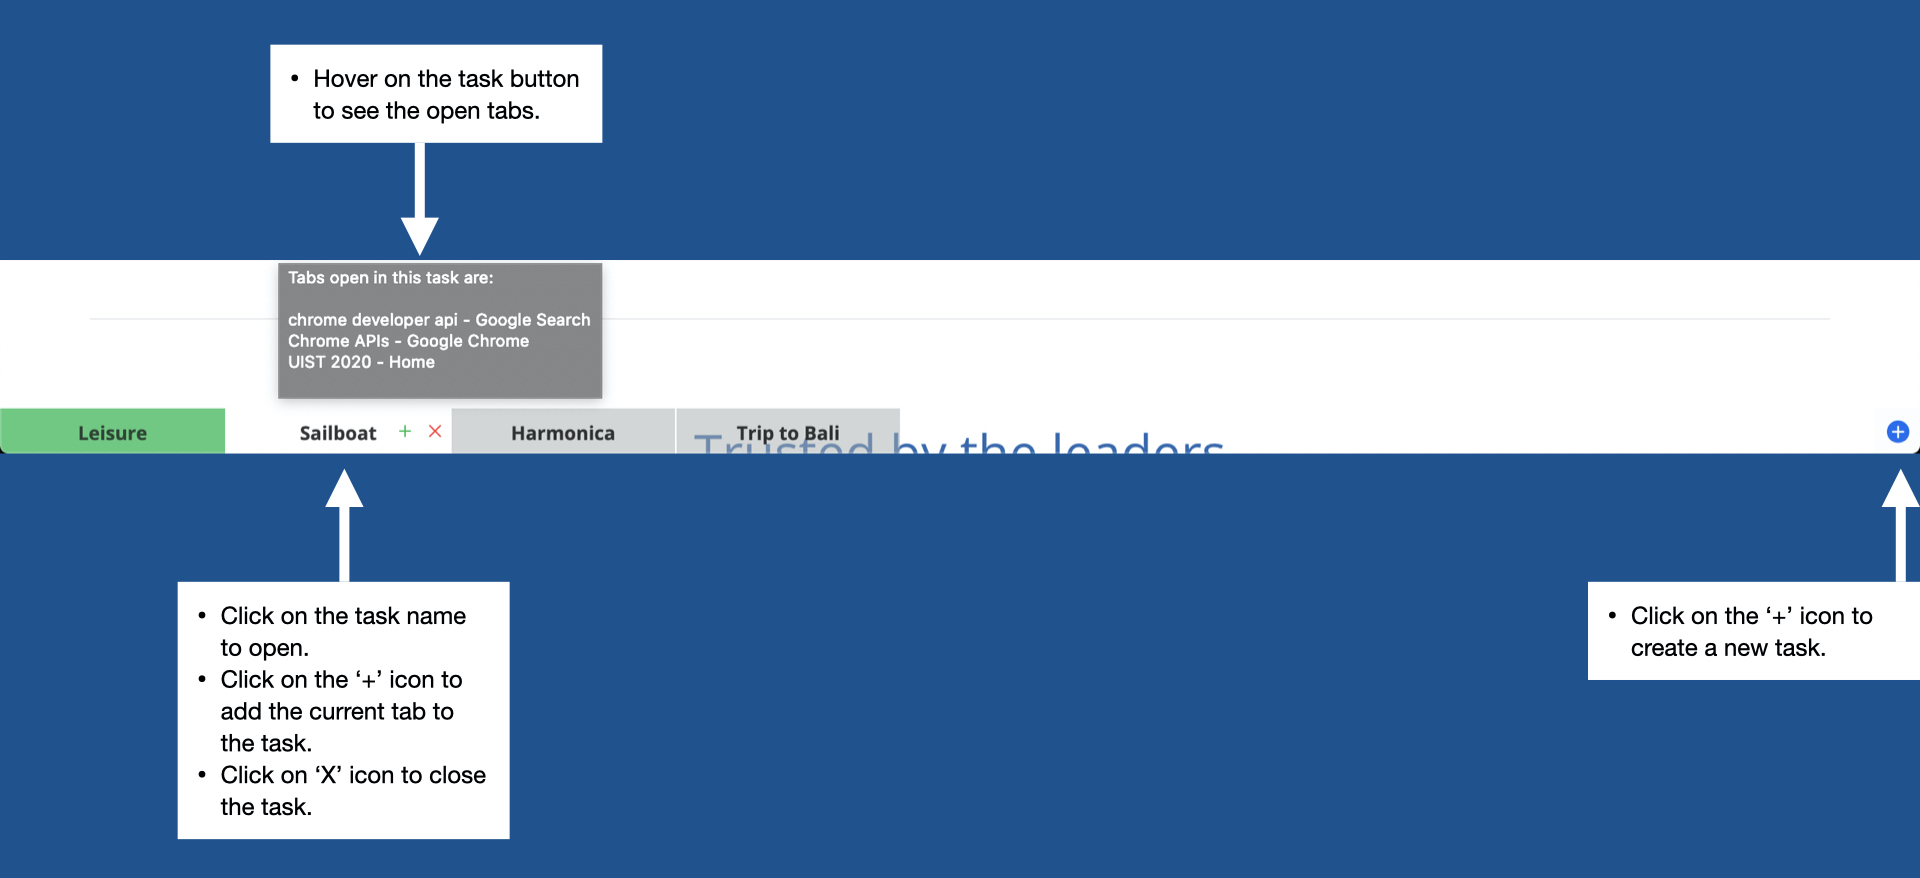 • Hover on the task button
to see the open tabs.
Tabs open in this task are:
chrome developer api - Google Search
Chrome APIs - Google Chrome
UIST 2020 - Home
Leisure
Sailboat + ×
Harmonica
Trip to Bali
Trusted by the leaders
+
• Click on the task name
to open.
• Click on the ‘+’ icon to
add the current tab to
the task.
• Click on ‘X’ icon to close
the task.
• Click on the ‘+’ icon to
create a new task.